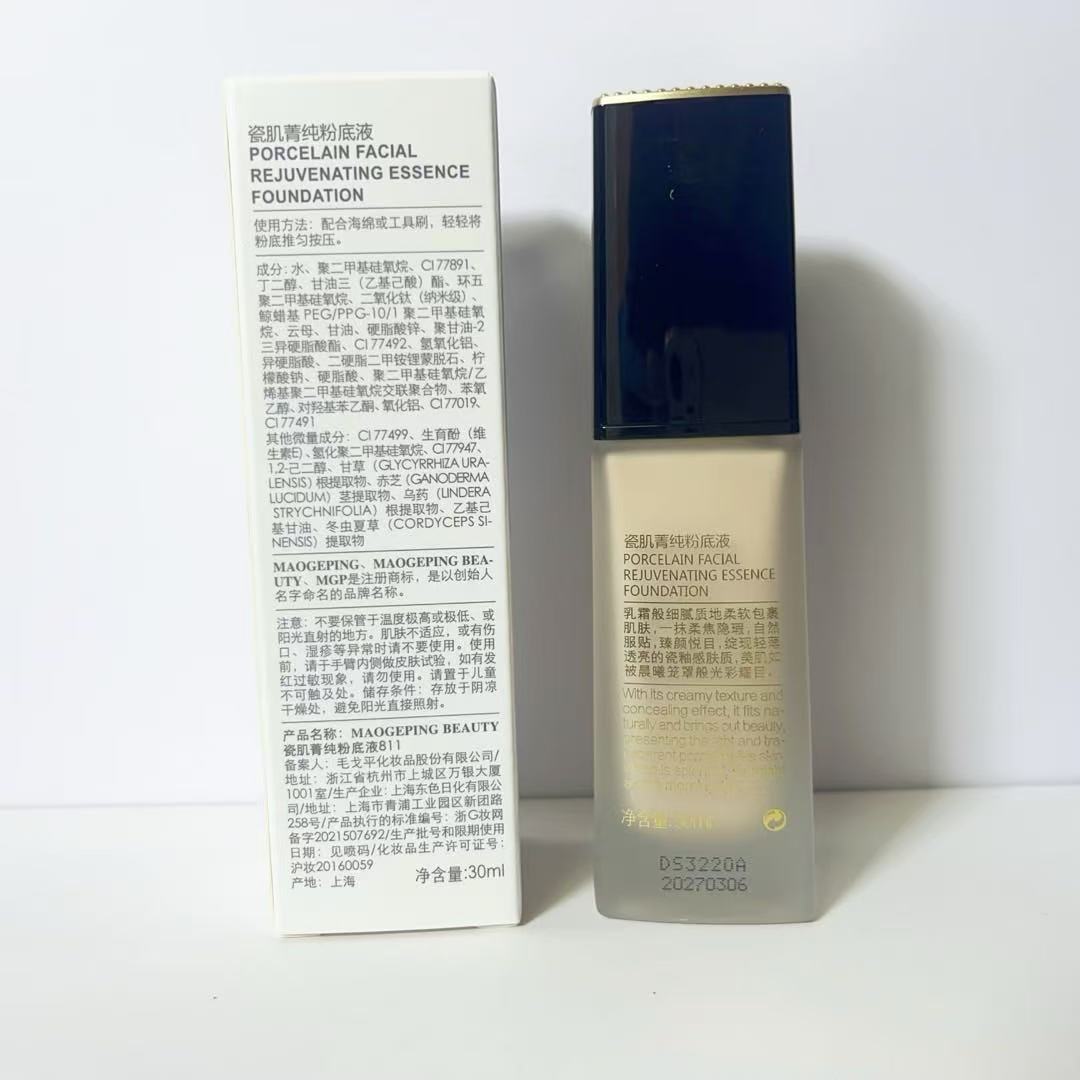 瓷肌菁纯粉底液
PORCELAIN FACIAL
REJUVENATING ESSENCE
FOUNDATION
使用方法：配合海绵或工具刷，轻轻将
粉底推匀按压。
成分：水、聚二甲基硅氧烷、CI 77891、
丁二醇、甘油三（乙基己酸）酯、环五
聚二甲基硅氧烷、二氧化钛（纳米级）、
鲸蜡基 PEG/PPG-10/1 聚二甲基硅氧
烷、云母、甘油、硬脂酸锌、聚甘油-2
三异硬脂酸酯、CI 77492、氢氧化铝、
异硬脂酸、二硬脂二甲铵锂蒙脱石、柠
檬酸钠、硬脂酸、聚二甲基硅氧烷/乙
烯基聚二甲基硅氧烷交联聚合物、苯氧
乙醇、对羟基苯乙酮、氧化铝、CI 77019、
CI 77491
其他微量成分：CI 77499、生育酚（维
生素E）、氢化聚二甲基硅氧烷、CI 77947、
1,2-己二醇、甘草（GLYCYRRHIZA URA-
LENSIS）根提取物、赤芝（GANODERMA
LUCIDUM）茎提取物、乌药（LINDERA
STRYCHNIFOLIA）根提取物、乙基己
基甘油、冬虫夏草（CORDYCEPS SI-
NENSIS）提取物
MAOGEPING、MAOGEPING BEA-
UTY、MGP是注册商标，是以创始人
名字命名的品牌名称。
注意：不要保管于温度极高或极低、或
阳光直射的地方。肌肤不适应，或有伤
口、湿疹等异常时请不要使用。使用
前，请于手臂内侧做皮肤试验，如有发
红过敏现象，请勿使用。请置于儿童
不可触及处。储存条件：存放于阴凉
干燥处，避免阳光直接照射。
产品名称：MAOGEPING BEAUTY
瓷肌菁纯粉底液811
备案人：毛戈平化妆品股份有限公司/
地址：浙江省杭州市上城区万银大厦
1001室/生产企业：上海东色日化有限公
司/地址：上海市青浦工业园区新团路
258号/产品执行的标准编号：浙G妆网
备字2021507692/生产批号和限期使用
日期：见喷码/化妆品生产许可证号：
沪妆20160059
产地：上海
净含量:30ml
瓷肌菁纯粉底液
PORCELAIN FACIAL
REJUVENATING ESSENCE
FOUNDATION
乳霜般细腻质地柔软包裹
肌肤，一抹柔焦隐瑕，自然
服贴，臻颜悦目，绽现轻薄
透亮的瓷釉感肤质，美肌如
被晨曦笼罩般光彩耀目。
With its creamy texture and
concealing effect, it fits na-
turally and brings out beauty,
presenting the light and tra-
净含量:30ml
DS3220A
20270306